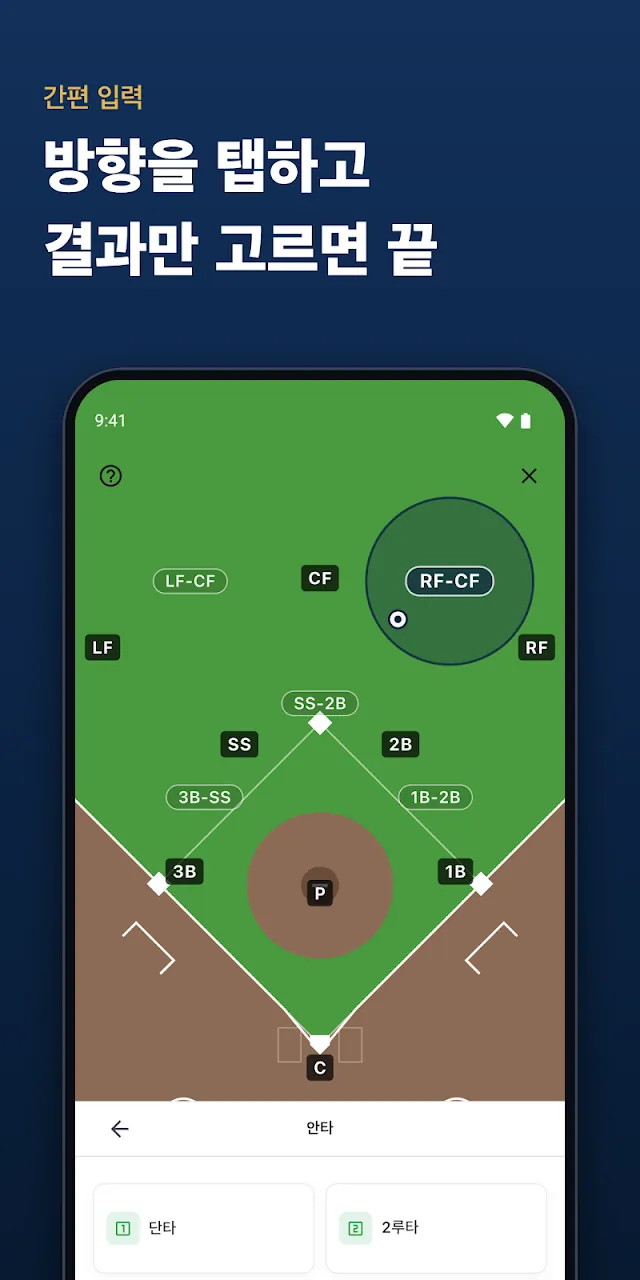 간편 입력
방향을 탭하고
결과만 고르면 끝
9:41
?
LF-CF
CF
RF-CF
LF
RF
SS-2B
SS
2B
3B-SS
1B-2B
3B
1B
P
C
안타
1 단타
2 2루타